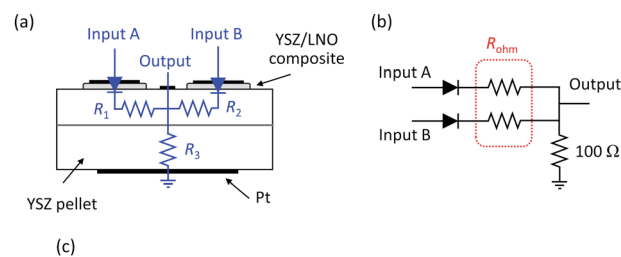 (a)
Input A
Input B
Output
YSZ/LNO
composite
R1
R2
R3
YSZ pellet
Pt
(b)
Rohm
Input A
Output
Input B
100 Ω
(c)